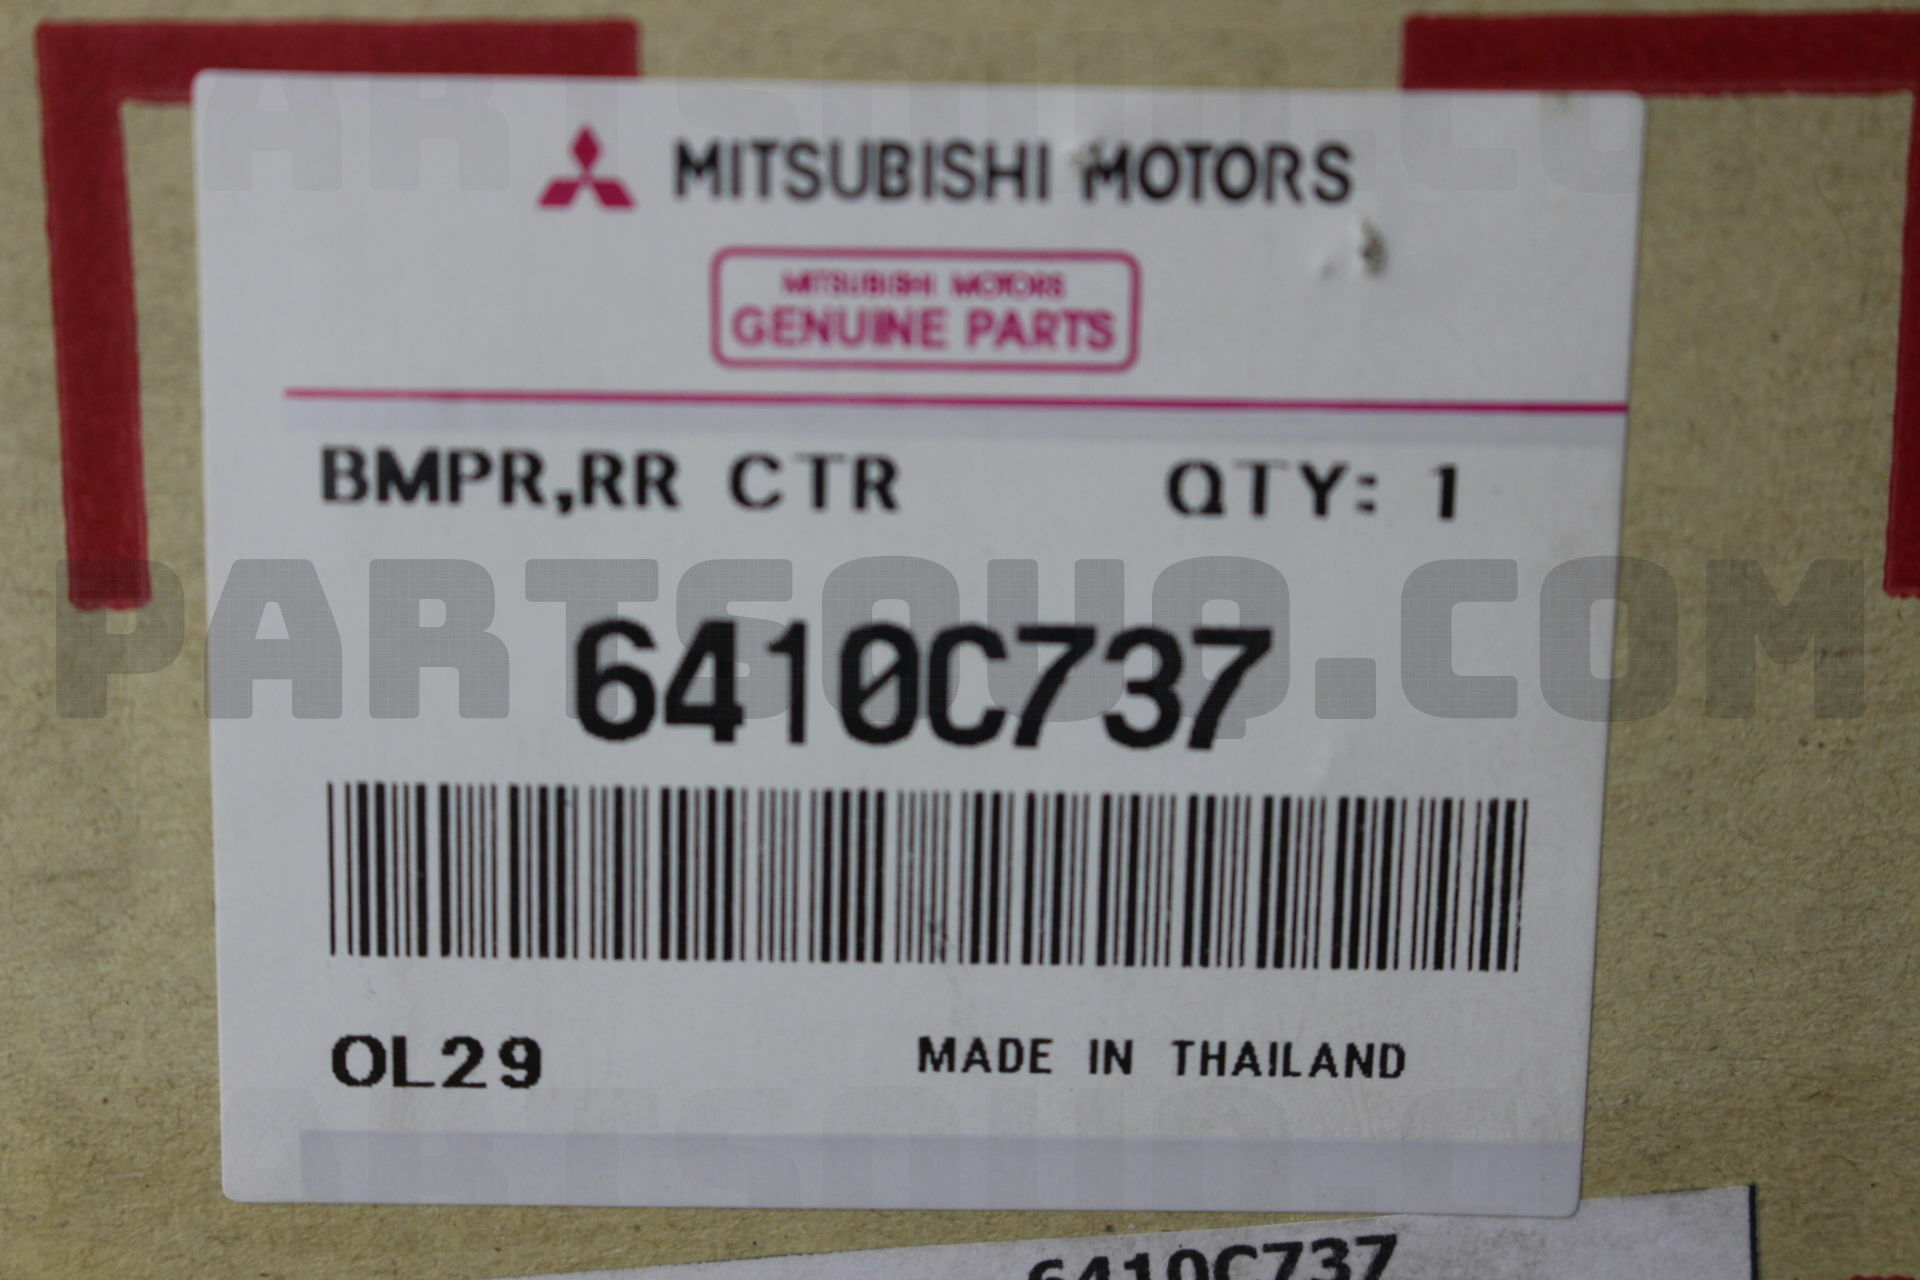 MITSUBISHI MOTORS
MITSUBISHI MOTORS
GENUINE PARTS
BMPR,RR CTR QTY: 1
PARTSOUQ.COM
6410C737
OL29 MADE IN THAILAND
6410C737